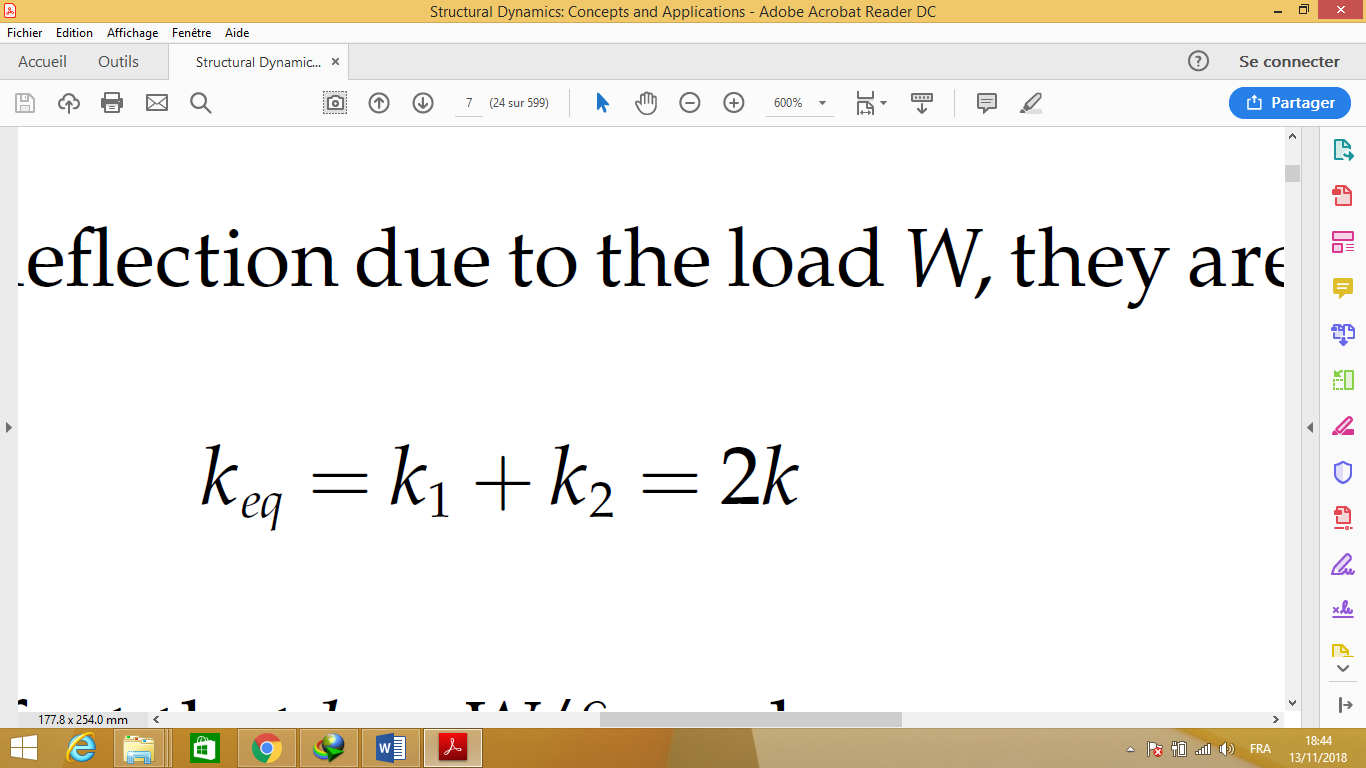 Structural Dynamics: Concepts and Applications - Adobe Acrobat Reader DC
Fichier Edition Affichage Fenêtre Aide
Accueil Outils Structural Dynamic... × ? Se connecter
7 (24 sur 599) 600% Partager
eflection due to the load W, they are
k_eq = k_1 + k_2 = 2k
177.8 x 254.0 mm
FRA
18:44
13/11/2018